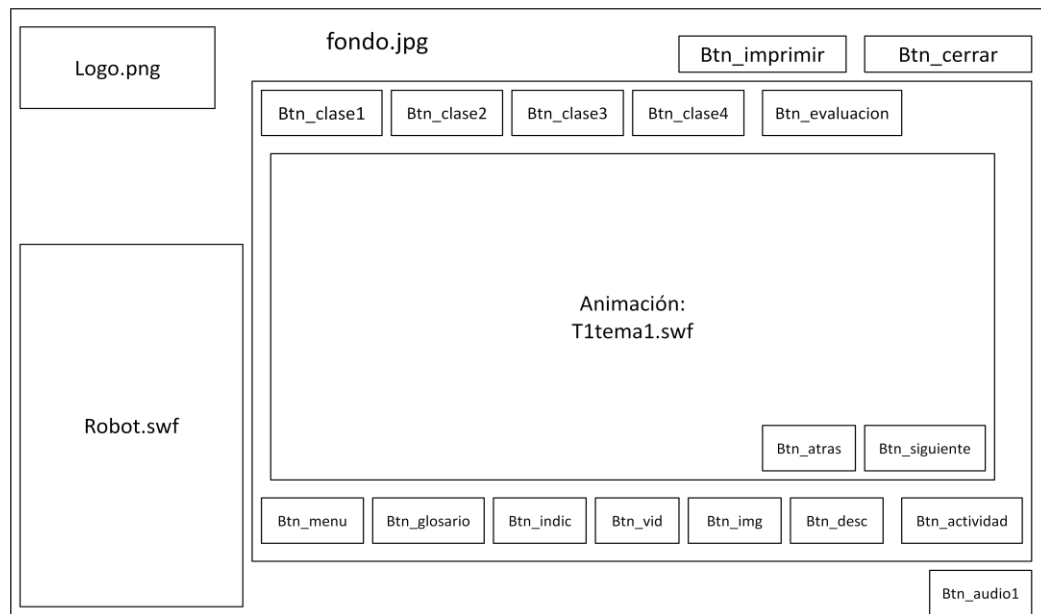 fondo.jpg
Logo.png
Btn_imprimir
Btn_cerrar
Btn_clase1
Btn_clase2
Btn_clase3
Btn_clase4
Btn_evaluacion
Animación:
T1tema1.swf
Robot.swf
Btn_atras
Btn_siguiente
Btn_menu
Btn_glosario
Btn_indic
Btn_vid
Btn_img
Btn_desc
Btn_actividad
Btn_audio1